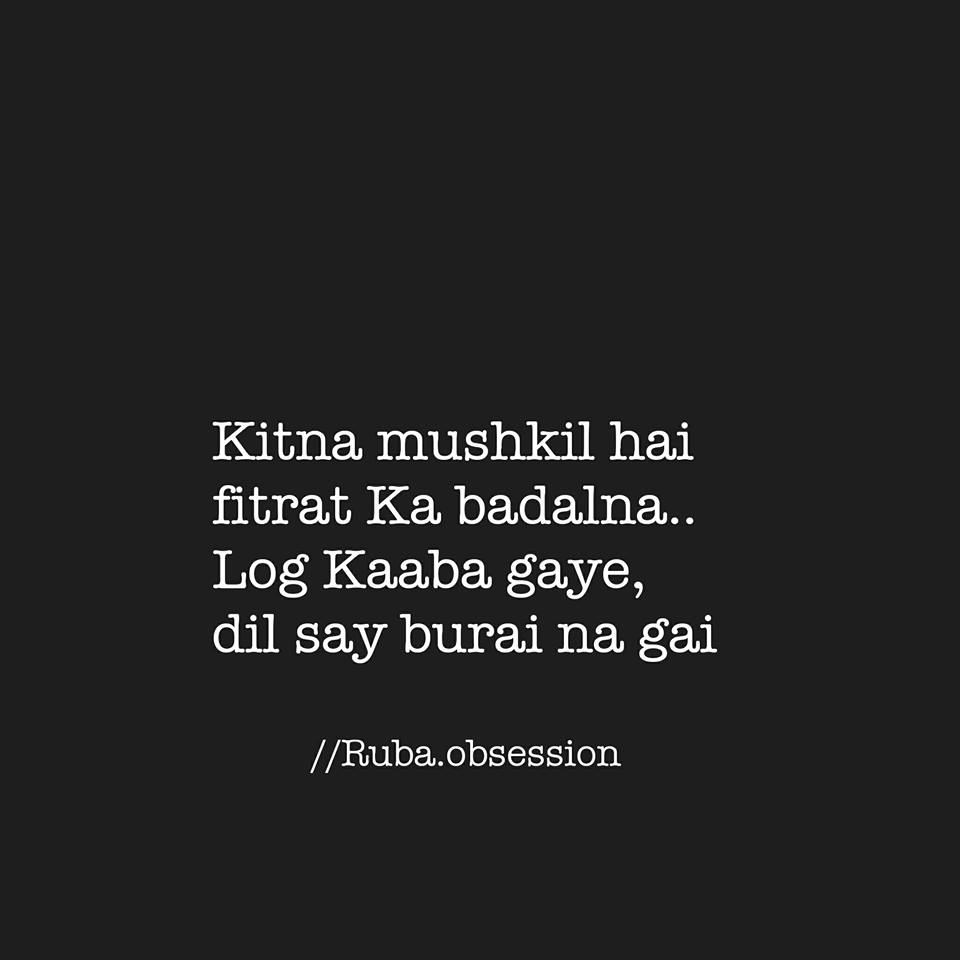 Kitna mushkil hai
fitrat Ka badalna..
Log Kaaba gaye,
dil say burai na gai
//Ruba.obsession